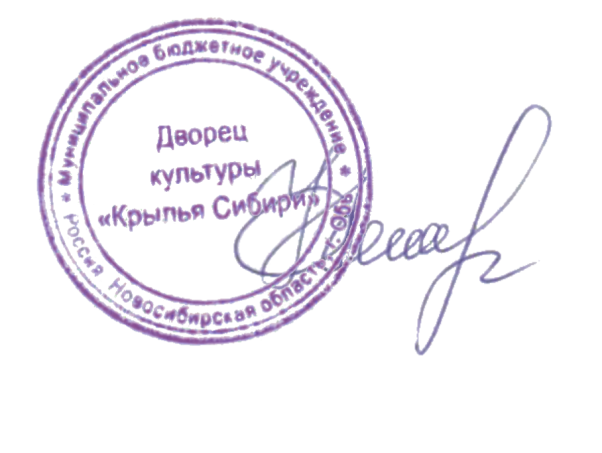 * Муниципальное бюджетное учреждение *
Дворец
культуры
«Крылья Сибири»
Россия Новосибирская область г. Обь